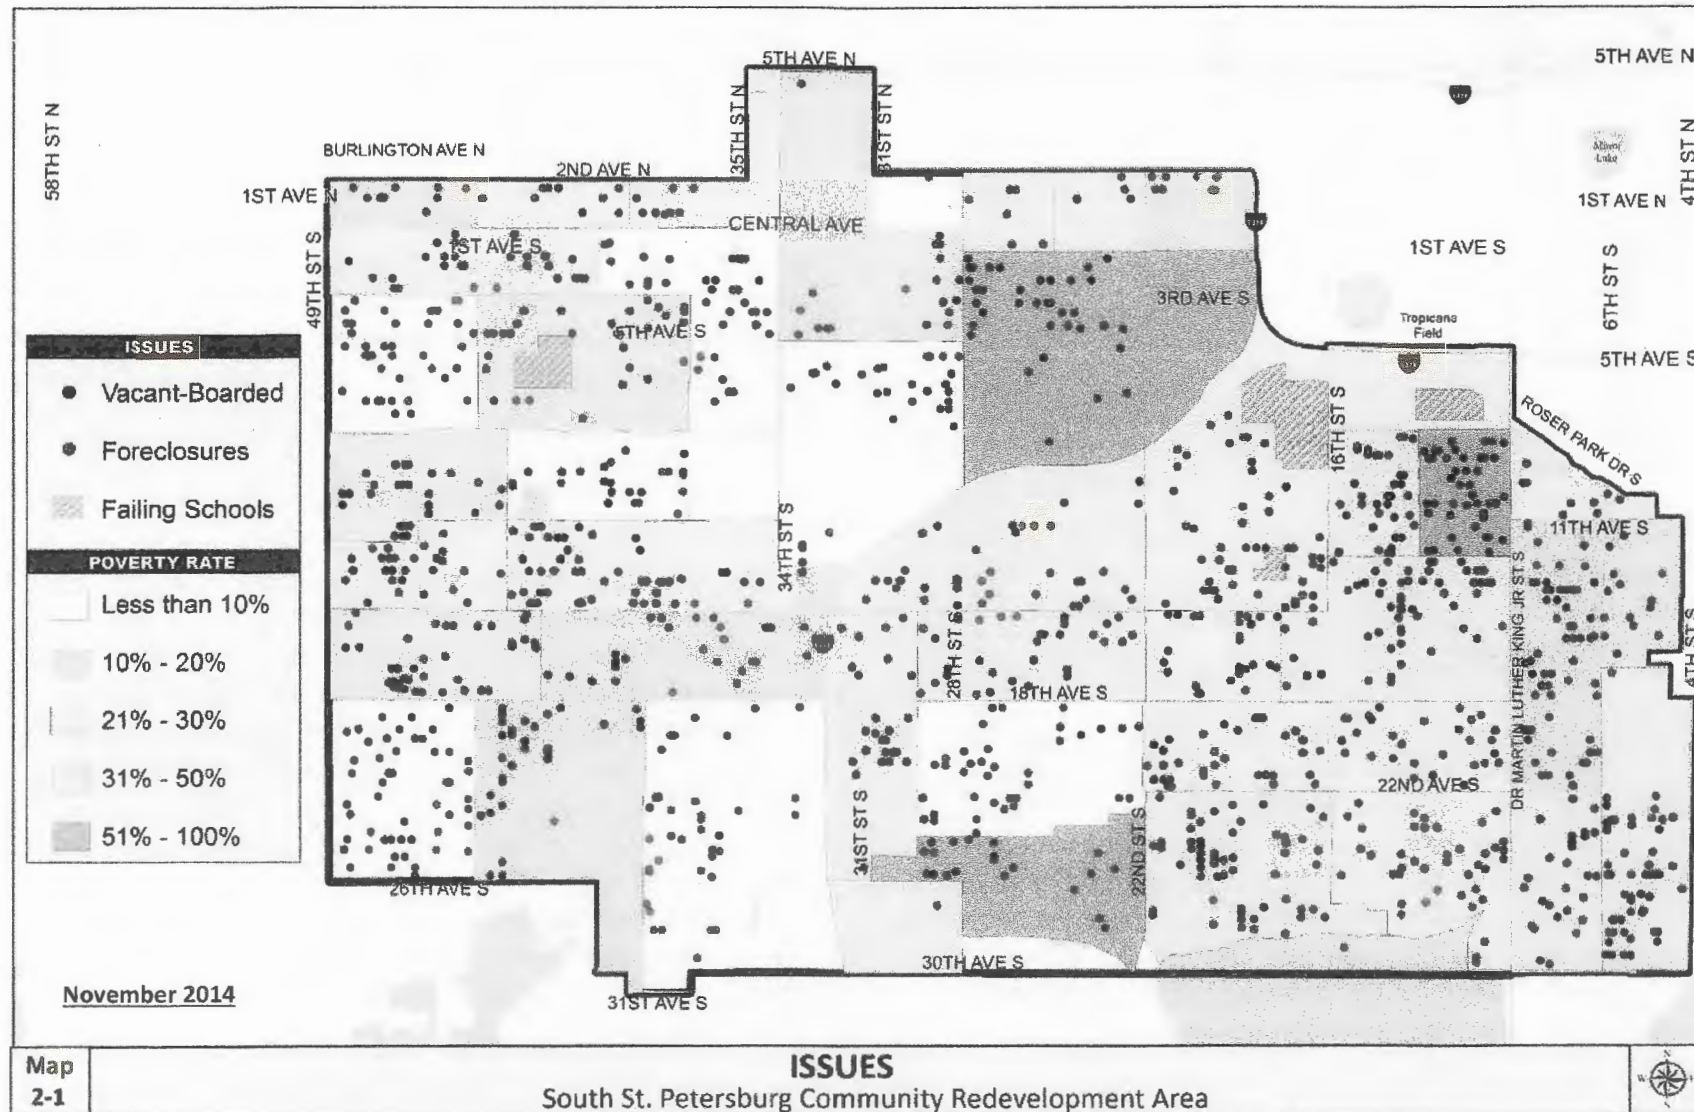 5TH AVE N
5TH AVE N
58TH ST N
35TH ST N
31ST ST N
4TH ST N
Mirror
Lake
BURLINGTON AVE N
2ND AVE N
1ST AVE N
1ST AVE N
CENTRAL AVE
1ST AVE S
1ST AVE S
49TH ST S
6TH ST S
3RD AVE S
Tropicana
Field
5TH AVE S
5TH AVE S
ISSUES
Vacant-Boarded
Foreclosures
Failing Schools
POVERTY RATE
Less than 10%
10% - 20%
21% - 30%
31% - 50%
51% - 100%
ROSER PARK DR S
16TH ST S
34TH ST S
11TH AVE S
DR MARTIN LUTHER KING JR ST S
28TH ST S
4TH ST S
18TH AVE S
22ND AVE S
31ST ST S
22ND ST S
26TH AVE S
30TH AVE S
31ST AVE S
November 2014
Map
2-1
ISSUES
South St. Petersburg Community Redevelopment Area
N
W